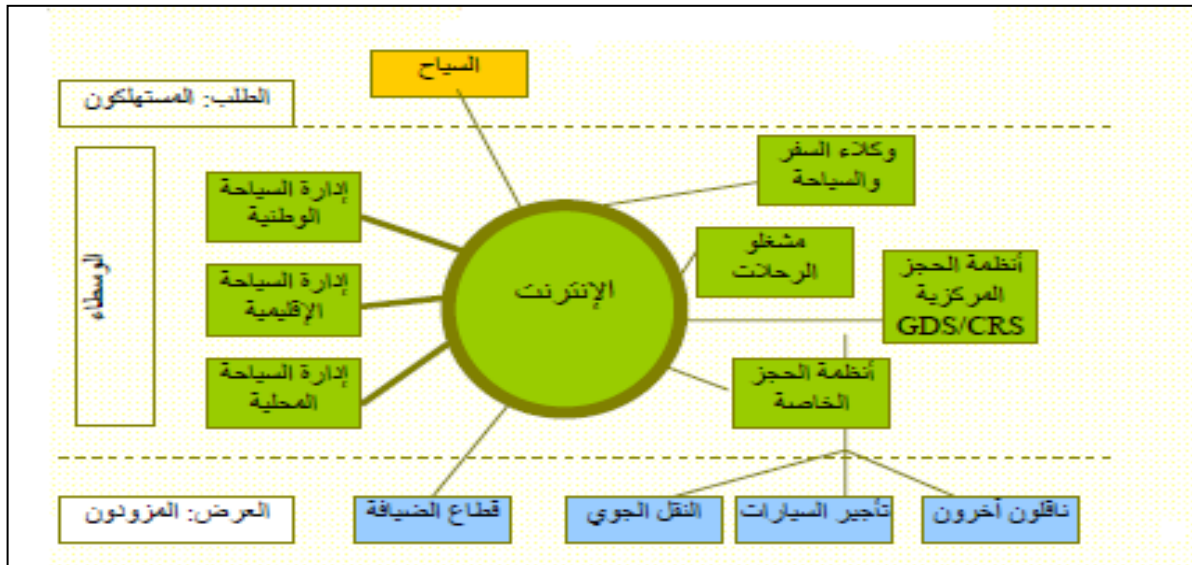 السياح
الطلب: المستهلكون
وكلاء السفر
والسياحة
إدارة السياحة
الوطنية
مشغلو
الرحلات
أنظمة الحجز
المركزية
GDS/CRS
الإنترنت
إدارة السياحة
الإقليمية
الوسطاء
إدارة السياحة
المحلية
أنظمة الحجز
الخاصة
العرض: المزودون
قطاع الضيافة
النقل الجوي
تأجير السيارات
ناقلون أخرون